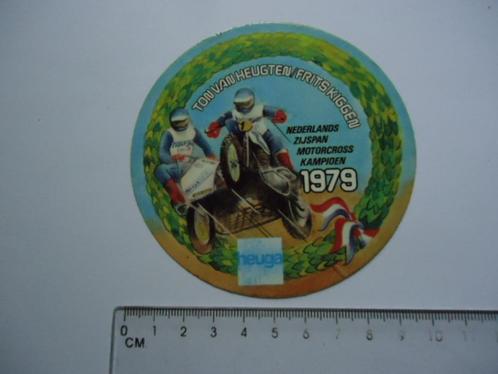 TON VAN HEUGTEN/FRITS KIGGEN
NEDERLANDS
ZIJSPAN
MOTORCROSS
KAMPIOEN
1979
heuga
0 1 2 3 4 5 6 7 8 9 10 11
CM